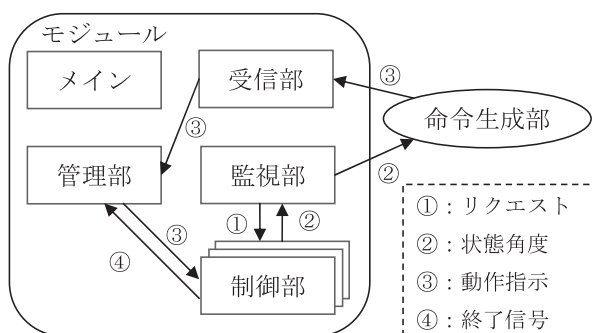 モジュール
メイン
受信部
③
命令生成部
③
管理部
監視部
②
①
②
③
④
制御部
①：リクエスト
②：状態角度
③：動作指示
④：終了信号